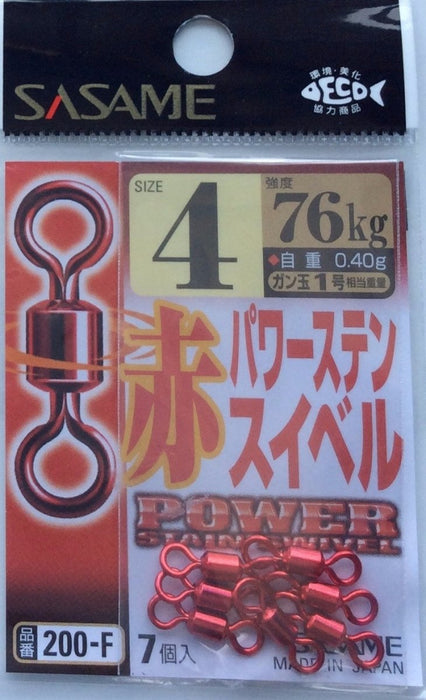 SASAME
環境・美化
ECO
協力商品
SIZE
4
強度
76kg
◆自重 0.40g
ガン玉1号相当重量
赤
パワーステン
スイベル
POWER
STAIN SWIVEL
品番
200-F
7個入
SASAME
MADE IN JAPAN